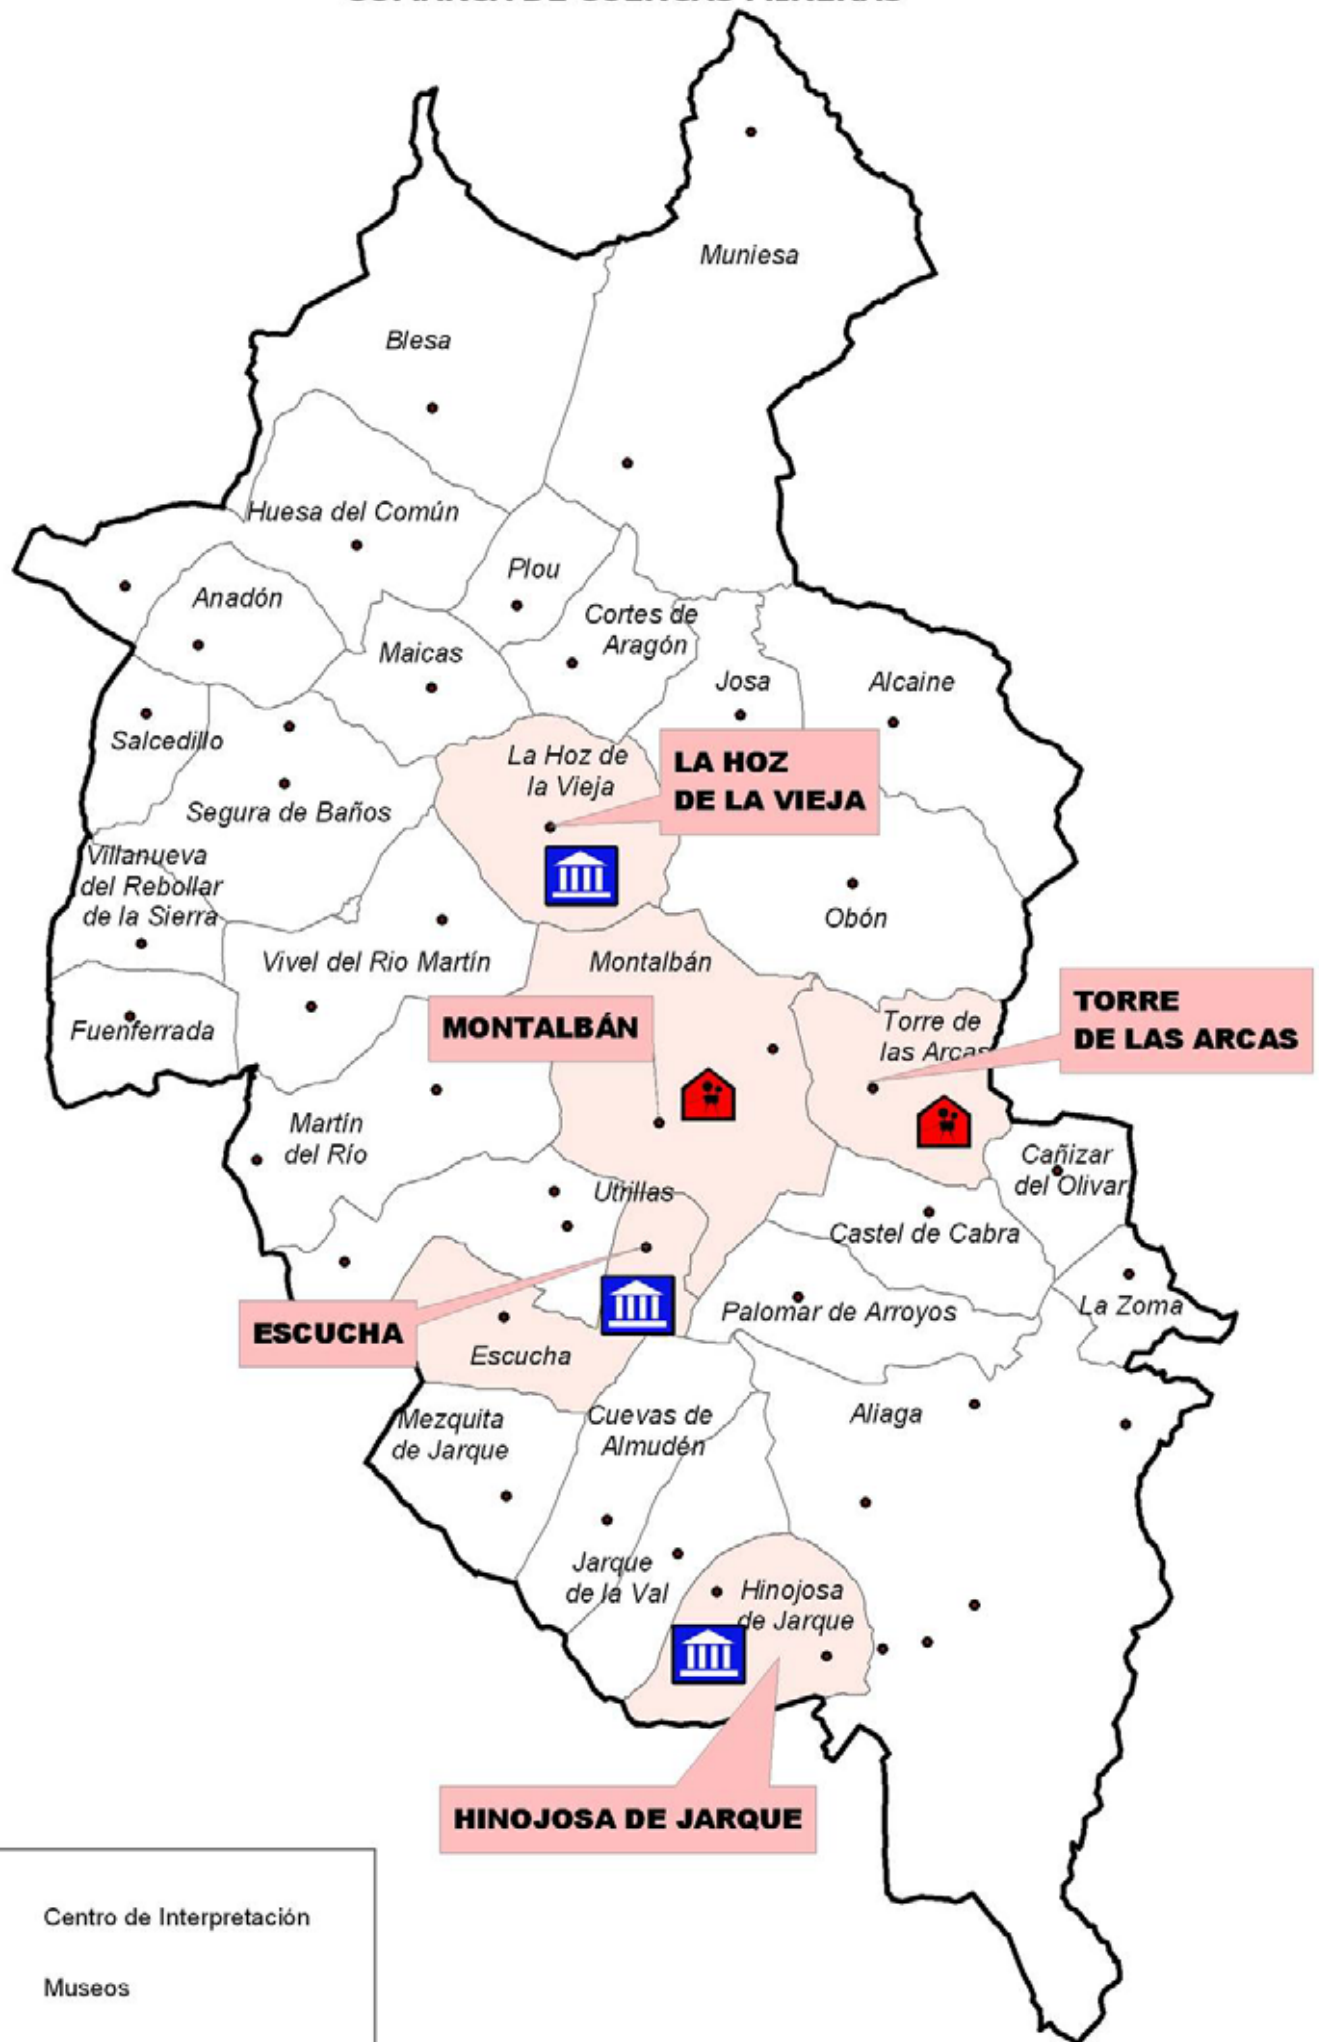 Muniesa
Blesa
Huesa del Común
Plou
Anadón
Cortes de
Aragón
Maicas
Josa
Alcaine
Salcedillo
La Hoz de
la Vieja
LA HOZ
DE LA VIEJA
Segura de Baños
Villanueva
del Rebollar
de la Sierra
Obón
Vivel del Rio Martín
Montalbán
Fuenferrada
MONTALBÁN
Torre de
las Arcas
TORRE
DE LAS ARCAS
Martín
del Río
Cañizar
del Olivar
Utrillas
Castel de Cabra
Palomar de Arroyos
La Zoma
ESCUCHA
Escucha
Mezquita
de Jarque
Cuevas de
Almudén
Aliaga
Jarque
de la Val
Hinojosa
de Jarque
HINOJOSA DE JARQUE
Centro de Interpretación
Museos